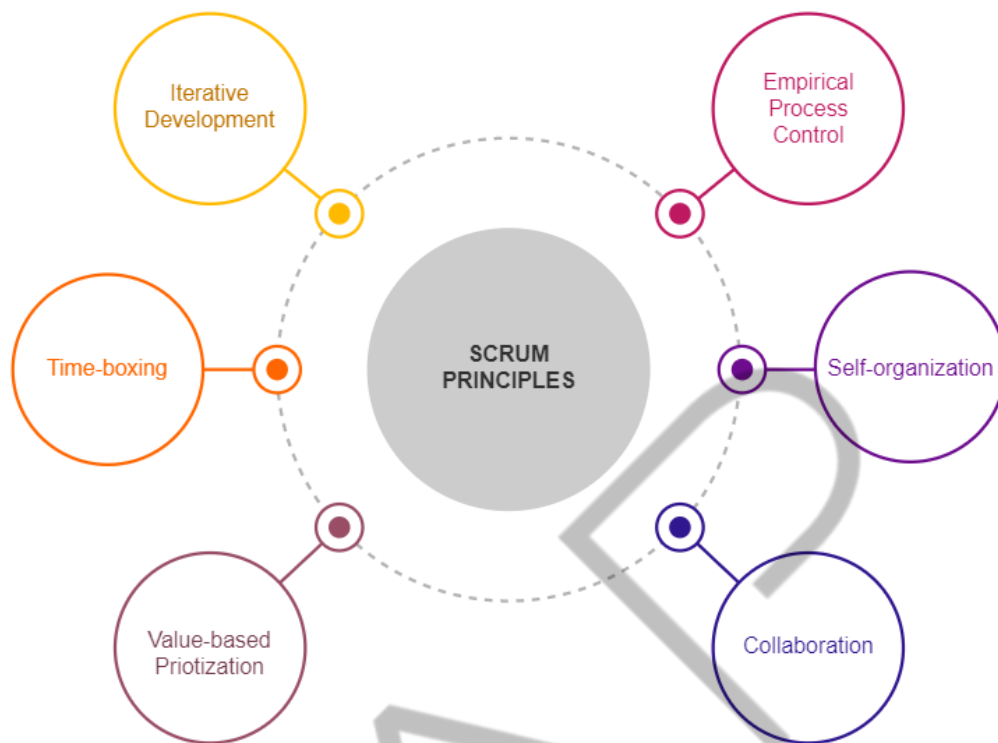 Iterative
Development
Empirical
Process
Control
Time-boxing
SCRUM
PRINCIPLES
Self-organization
Value-based
Priotization
Collaboration